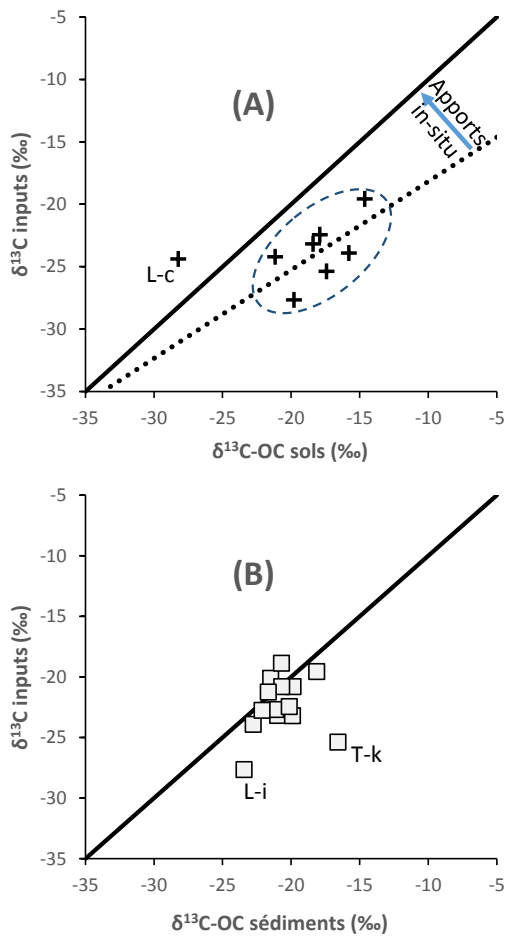 -5
-10
-15
-20
-25
-30
-35
δ¹³C inputs (‰)
(A)
Apports
in-situ
L-c
-35 -30 -25 -20 -15 -10 -5
δ¹³C-OC sols (‰)
-5
-10
-15
-20
-25
-30
-35
δ¹³C inputs (‰)
(B)
T-k
L-i
-35 -30 -25 -20 -15 -10 -5
δ¹³C-OC sédiments (‰)